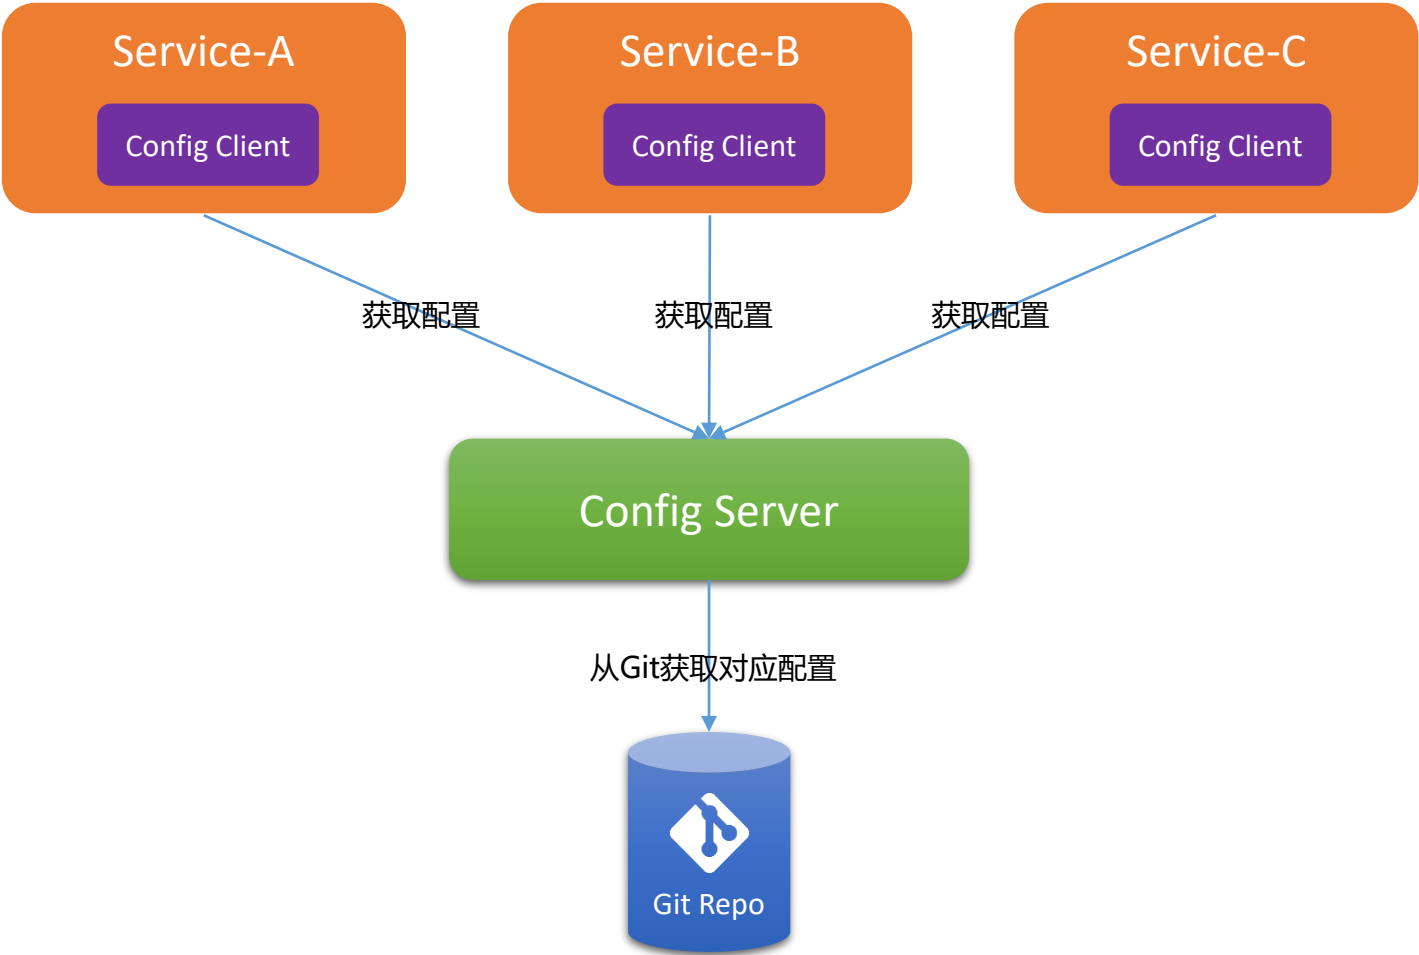 Service-A
Service-B
Service-C
Config Client
Config Client
Config Client
获取配置
获取配置
获取配置
Config Server
从Git获取对应配置
Git Repo